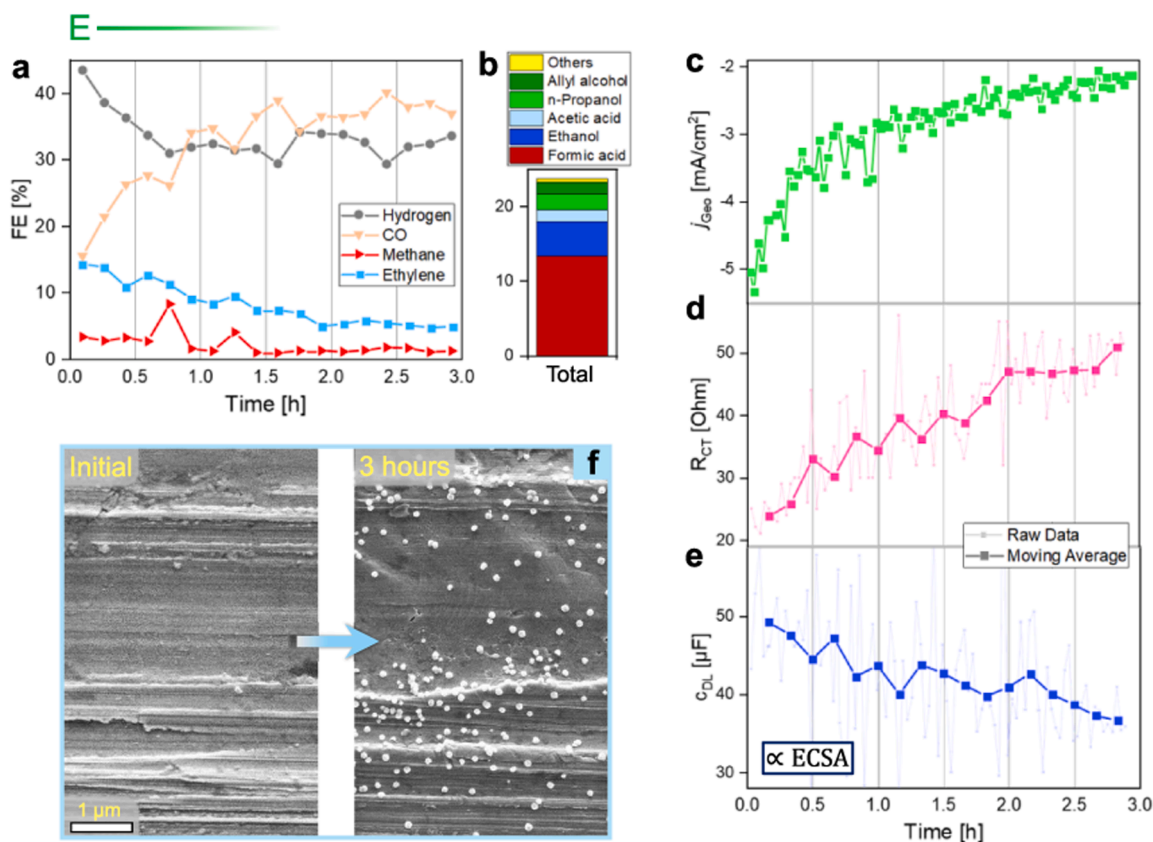 E
a
FE [%]
40
30
20
10
0
Hydrogen
CO
Methane
Ethylene
0.0 0.5 1.0 1.5 2.0 2.5 3.0
Time [h]
b
Others
Allyl alcohol
n-Propanol
Acetic acid
Ethanol
Formic acid
20
10
0
Total
c
jGeo [mA/cm²]
-2
-3
-4
-5
d
RCT [Ohm]
50
40
30
20
Raw Data
Moving Average
e
cDL [µF]
50
40
30
∝ ECSA
0.0 0.5 1.0 1.5 2.0 2.5 3.0
Time [h]
Initial
3 hours
f
1 µm